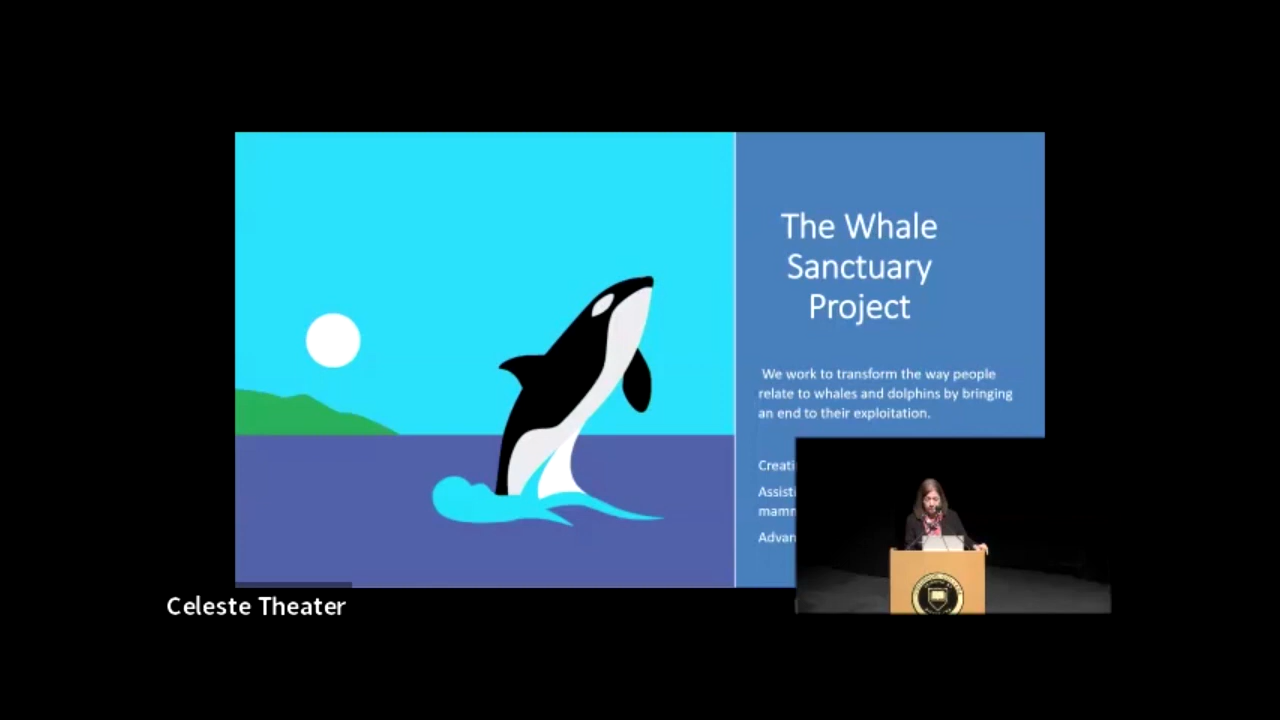 The Whale
Sanctuary
Project
We work to transform the way people
relate to whales and dolphins by bringing
an end to their exploitation.
Celeste Theater